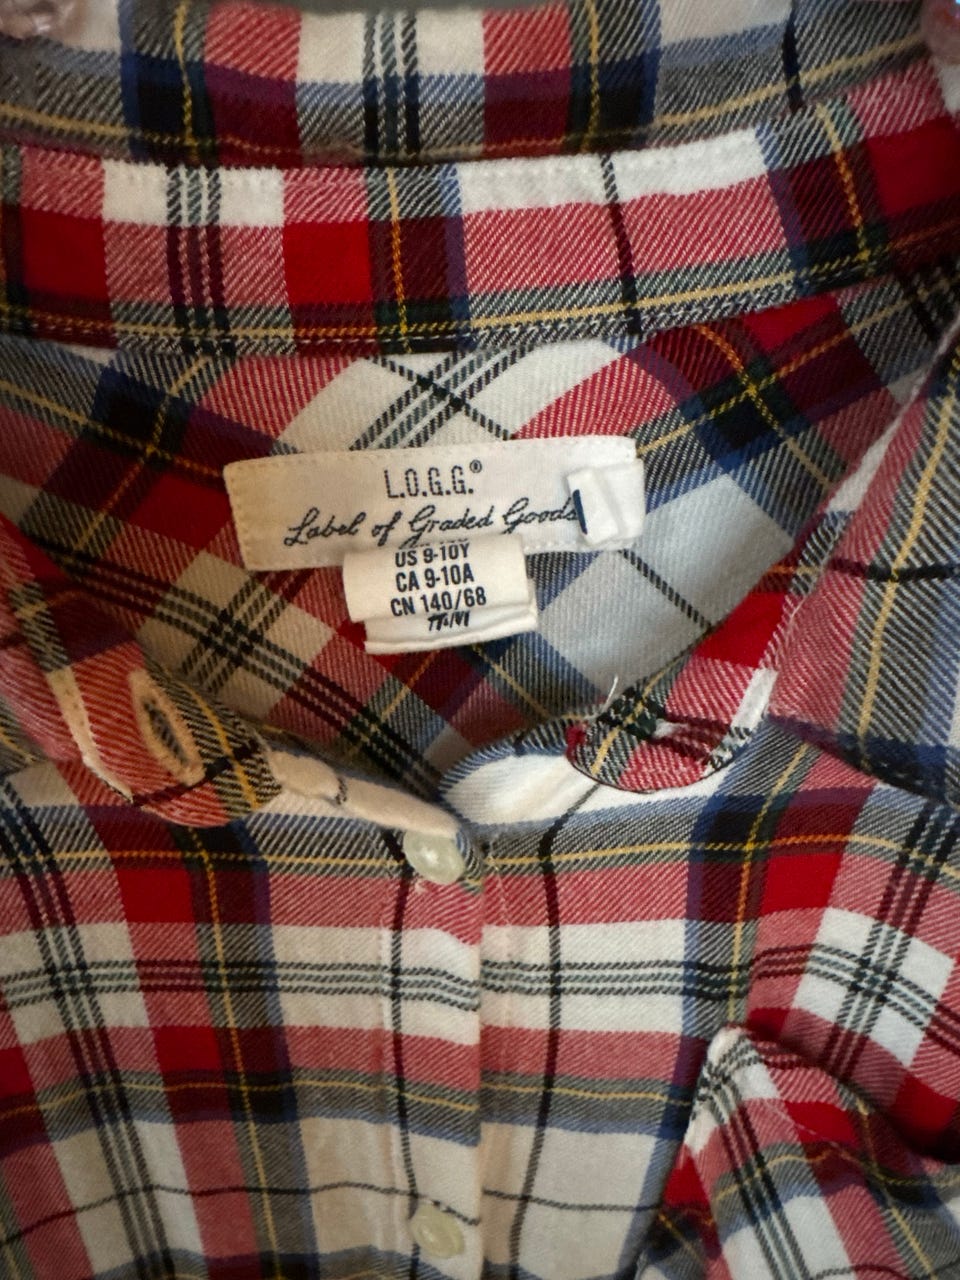 L.O.G.G.®
Label of Graded Goods
US 9-10Y
CA 9-10A
CN 140/68